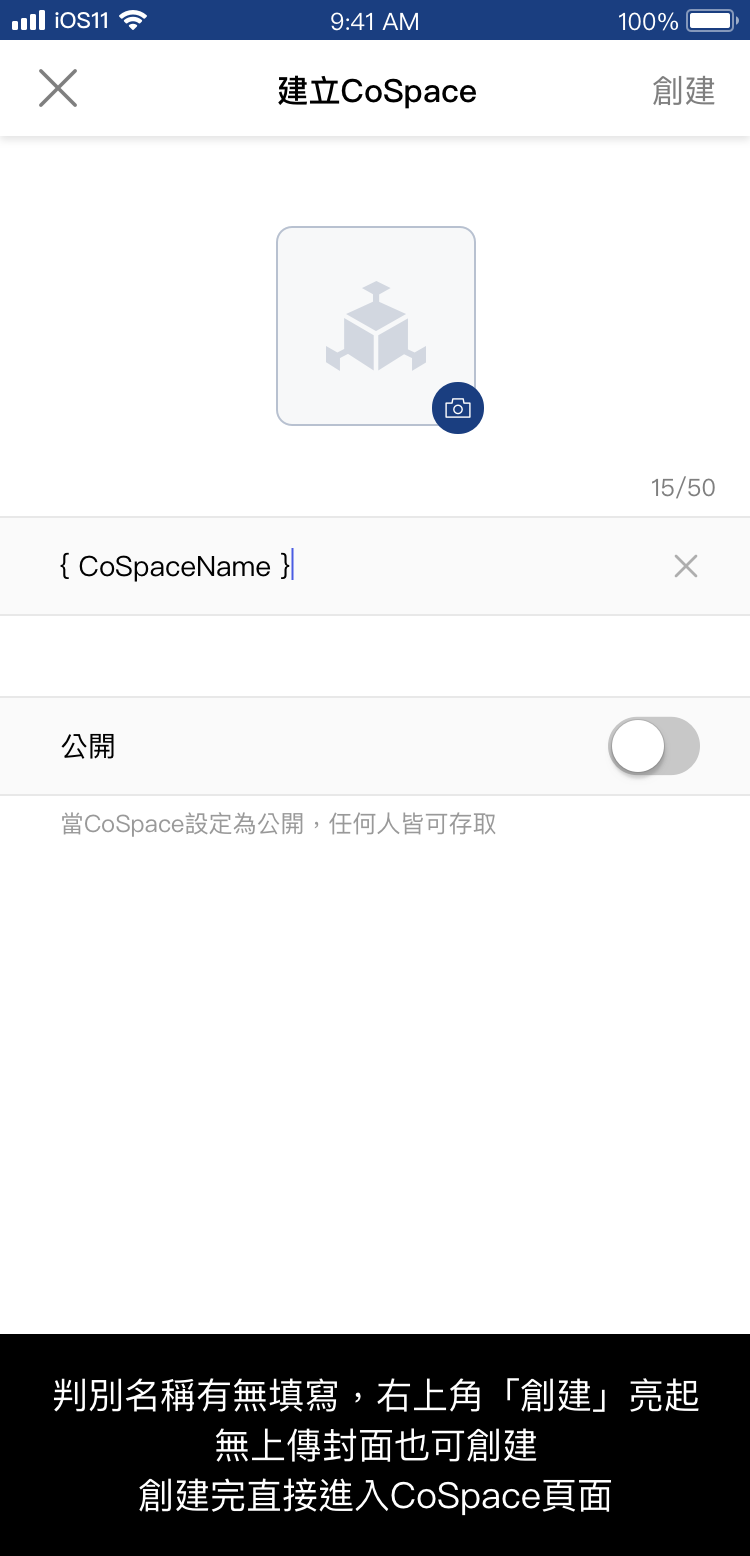 iOS11 9:41 AM 100%
建立CoSpace 創建
15/50
{ CoSpaceName }
公開
當CoSpace設定為公開，任何人皆可存取
判別名稱有無填寫，右上角「創建」亮起
無上傳封面也可創建
創建完直接進入CoSpace頁面